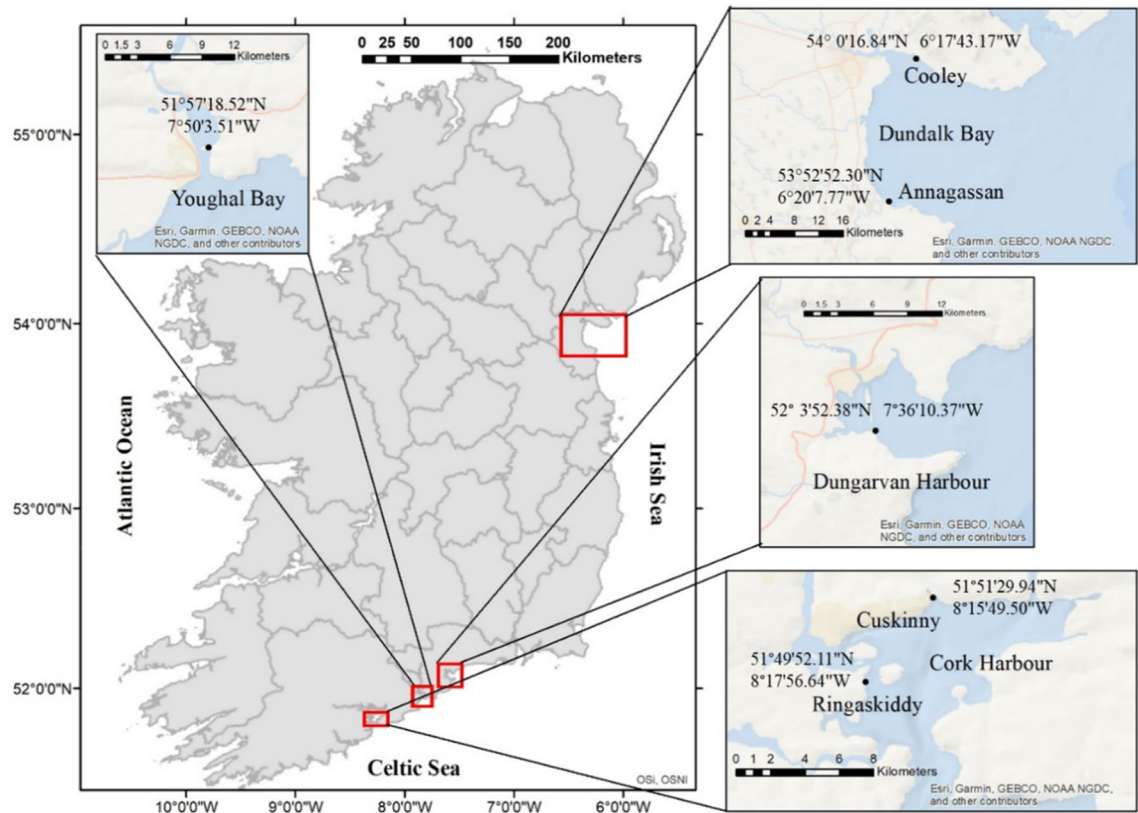 0 1.5 3 6 9 12
Kilometers
51°57'18.52"N
7°50'3.51"W
Youghal Bay
Esri, Garmin, GEBCO, NOAA
NGDC, and other contributors
0 25 50 100 150 200
Kilometers
54° 0'16.84"N 6°17'43.17"W
Cooley
Dundalk Bay
53°52'52.30"N
6°20'7.77"W
Annagassan
0 2 4 8 12 16
Kilometers
Esri, Garmin, GEBCO, NOAA NGDC,
and other contributors
0 1.5 3 6 9 12
Kilometers
52° 3'52.38"N 7°36'10.37"W
Dungarvan Harbour
Esri, Garmin, GEBCO, NOAA
NGDC, and other contributors
51°51'29.94"N
8°15'49.50"W
Cuskinny
Cork Harbour
51°49'52.11"N
8°17'56.64"W
Ringaskiddy
0 1 2 4 6 8
Kilometers
Esri, Garmin, GEBCO, NOAA NGDC,
and other contributors
55°0'0"N
54°0'0"N
53°0'0"N
52°0'0"N
Atlantic Ocean
Irish Sea
Celtic Sea
OSi, OSNI
10°0'0"W 9°0'0"W 8°0'0"W 7°0'0"W 6°0'0"W